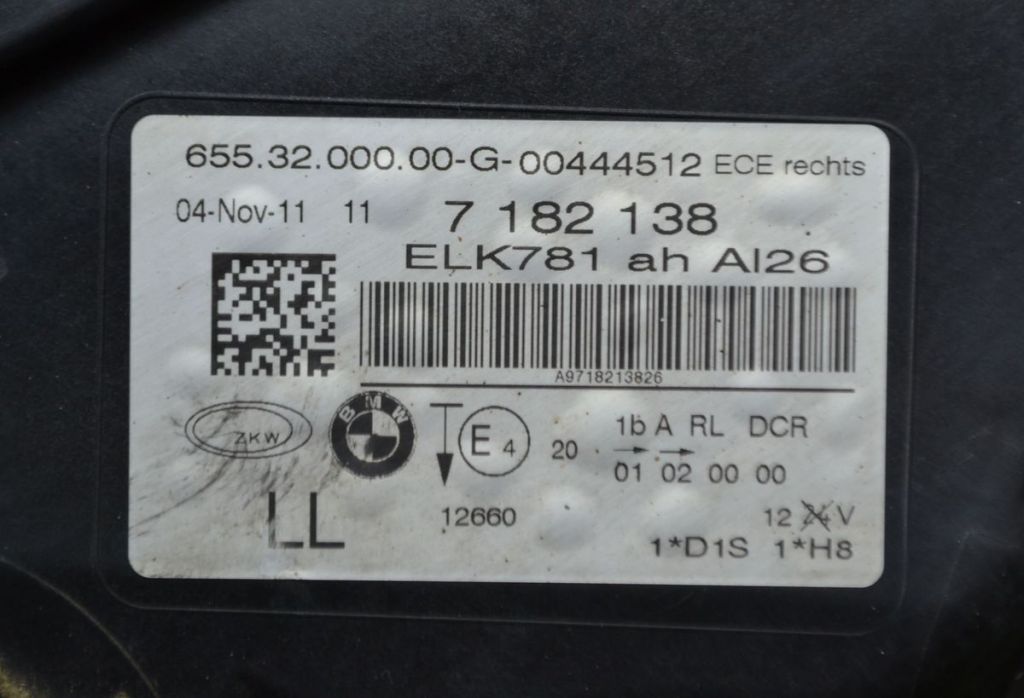 655.32.000.00-G-00444512 ECE rechts
04-Nov-11 11 7 182 138
ELK781 ah AI26
A9718213826
ZKW
BMW
E4
20
1b A RL DCR
01 02 00 00
12660
LL
12 24 V
1*D1S 1*H8